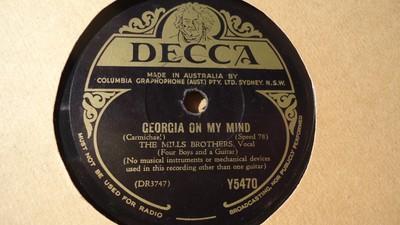 DECCA
MADE IN AUSTRALIA BY
COLUMBIA GRAPHOPHONE (AUST) PTY. LTD. SYDNEY. N.S.W.
GEORGIA ON MY MIND
(Carmichael) (Speed 78)
THE MILLS BROTHERS, Vocal
(Four Boys and a Guitar)
(No musical instruments or mechanical devices
used in this recording other than one guitar)
(DR3747) Y5470
MUST NOT BE USED FOR RADIO
BROADCASTING, NOR PUBLICLY PERFORMED